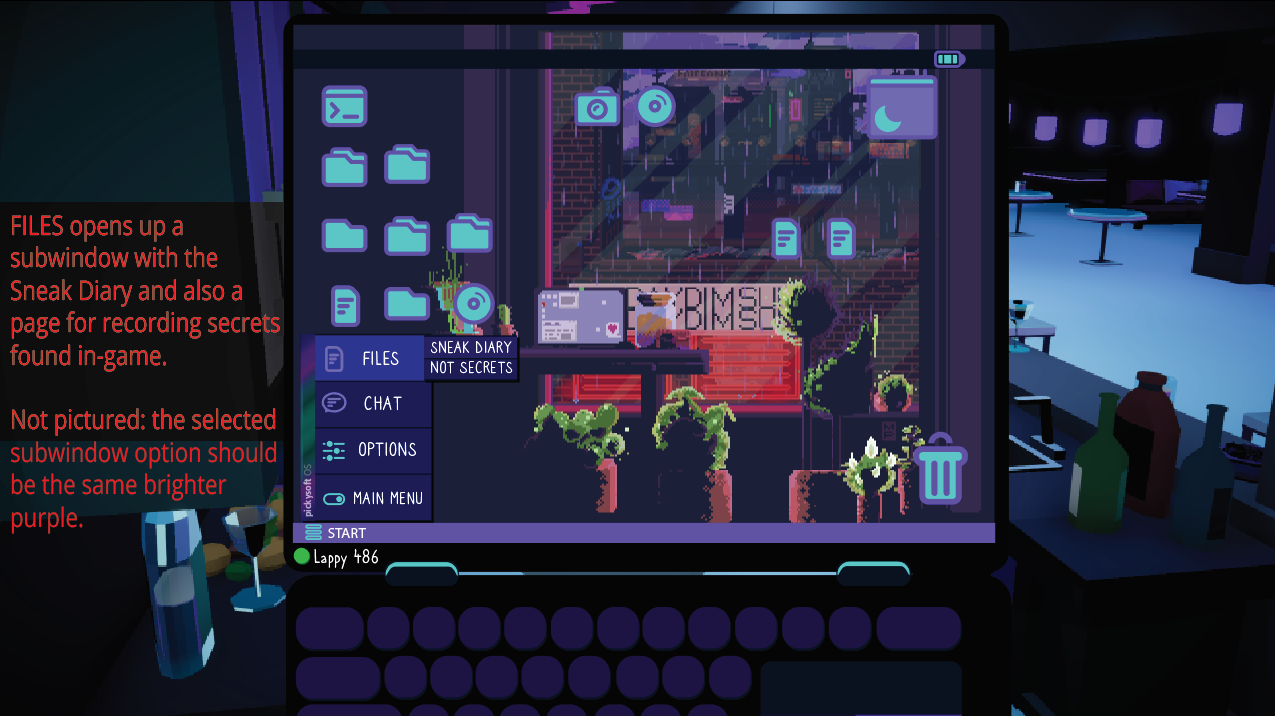 FILES opens up a
subwindow with the
Sneak Diary and also a
page for recording secrets
found in-game.
Not pictured: the selected
subwindow option should
be the same brighter
purple.
FILES
SNEAK DIARY
NOT SECRETS
CHAT
OPTIONS
MAIN MENU
pickysoft OS
START
Lappy 486